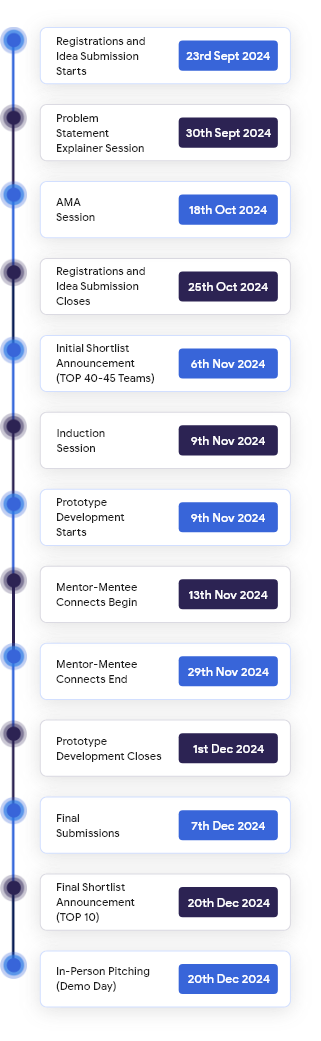 Registrations and
Idea Submission
Starts
23rd Sept 2024
Problem
Statement
Explainer Session
30th Sept 2024
AMA
Session
18th Oct 2024
Registrations and
Idea Submission
Closes
25th Oct 2024
Initial Shortlist
Announcement
(TOP 40-45 Teams)
6th Nov 2024
Induction
Session
9th Nov 2024
Prototype
Development
Starts
9th Nov 2024
Mentor-Mentee
Connects Begin
13th Nov 2024
Mentor-Mentee
Connects End
29th Nov 2024
Prototype
Development Closes
1st Dec 2024
Final
Submissions
7th Dec 2024
Final Shortlist
Announcement
(TOP 10)
20th Dec 2024
In-Person Pitching
(Demo Day)
20th Dec 2024